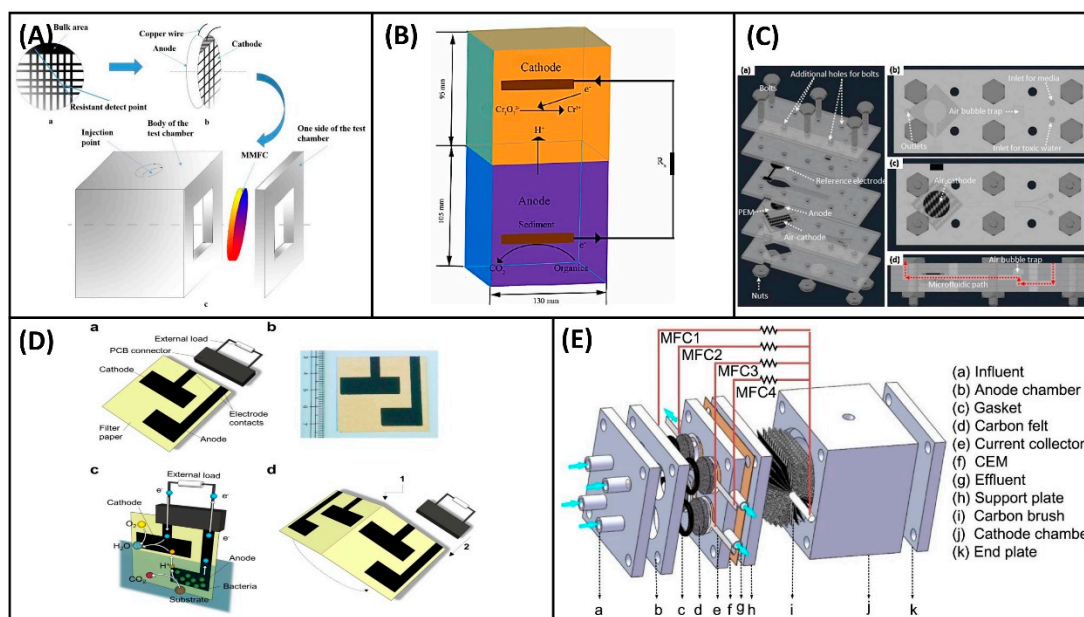 (A)
Bulk area
Copper wire
Anode
Cathode
Resistant detect point
a
b
Injection
point
Body of the
test chamber
One side of the test
chamber
MMFC
c
(B)
95 mm
105 mm
130 mm
Cathode
e-
Cr₂O₇²⁻
Cr³⁺
H⁺
Anode
Sediment
e-
CO₂
Organics
(C)
(a)
Bolts
Additional holes for bolts
Reference electrode
PEM
Anode
Air-cathode
Nuts
(b)
Inlet for media
Air bubble trap
Outlets
Inlet for toxic water
(c)
Air-cathode
(d)
Air bubble trap
Microfluidic path
(D)
a
External load
PCB connector
Cathode
Filter
paper
Anode
Electrode
contacts
b
c
External load
e-
e-
Cathode
O₂
e-
H₂O
H⁺
CO₂
Anode
Bacteria
Substrate
d
1
2
(E)
MFC1
MFC2
MFC3
MFC4
(a) Influent
(b) Anode chamber
(c) Gasket
(d) Carbon felt
(e) Current collector
(f) CEM
(g) Effluent
(h) Support plate
(i) Carbon brush
(j) Cathode chamber
(k) End plate
a b c d e f g h i j k